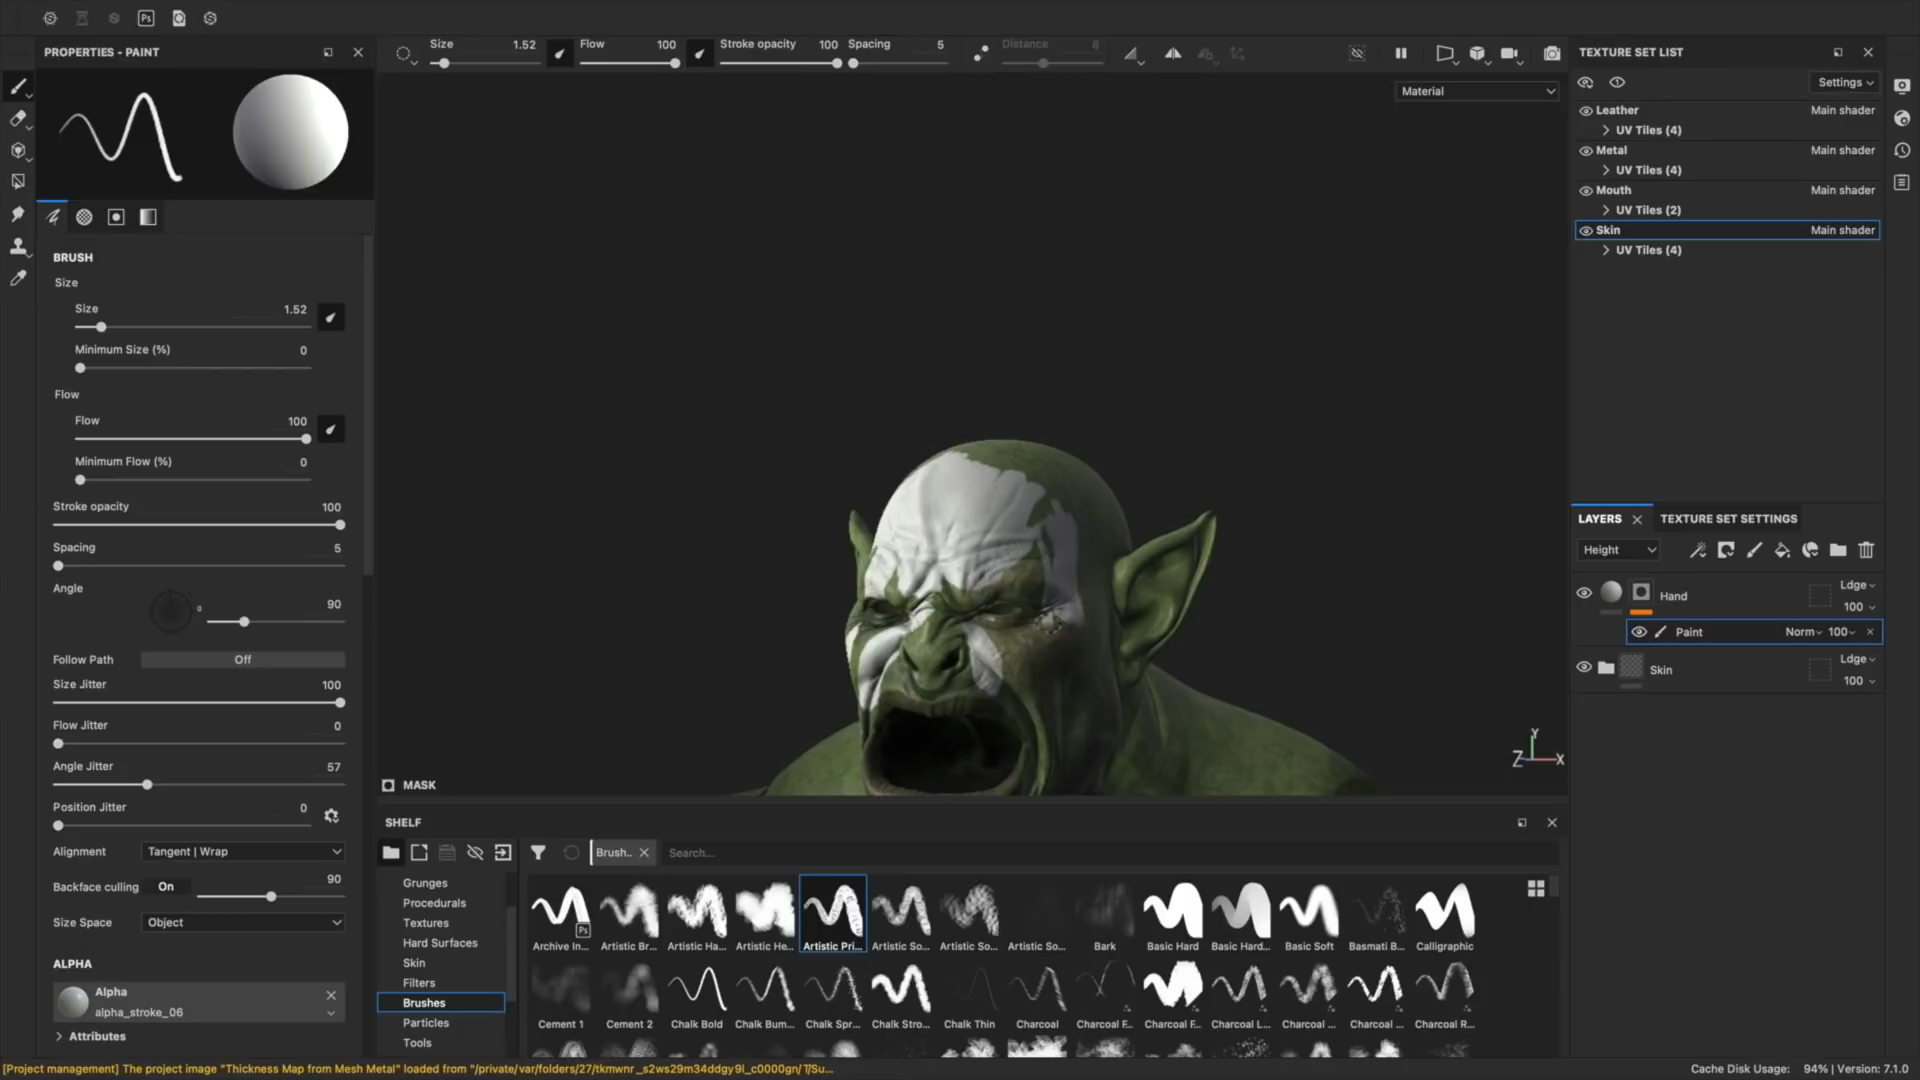 Ps
PROPERTIES - PAINT
Size 1.52 Flow 100 Stroke opacity 100 Spacing 5 Distance 8
Material
BRUSH
Size
Size 1.52
Minimum Size (%) 0
Flow
Flow 100
Minimum Flow (%) 0
Stroke opacity 100
Spacing 5
Angle
0 90
Follow Path Off
Size Jitter 100
Flow Jitter 0
Angle Jitter 57
Position Jitter 0
Alignment Tangent | Wrap
Backface culling On 90
Size Space Object
ALPHA
Alpha
alpha_stroke_06
Attributes
MASK
Y
Z X
SHELF
Brush.. Search...
Grunges
Procedurals
Textures
Hard Surfaces
Skin
Filters
Brushes
Particles
Tools
Ps
Archive In... Artistic Br... Artistic Ha... Artistic He... Artistic Pri... Artistic So... Artistic So... Artistic So... Bark Basic Hard Basic Hard... Basic Soft Basmati B... Calligraphic
Cement 1 Cement 2 Chalk Bold Chalk Bum... Chalk Spr... Chalk Stro... Chalk Thin Charcoal Charcoal F... Charcoal F... Charcoal L... Charcoal ... Charcoal ... Charcoal R...
TEXTURE SET LIST
Settings
Leather Main shader
UV Tiles (4)
Metal Main shader
UV Tiles (4)
Mouth Main shader
UV Tiles (2)
Skin Main shader
UV Tiles (4)
LAYERS TEXTURE SET SETTINGS
Height
Hand Ldge 100
Paint Norm 100
Skin Ldge 100
[Project management] The project image "Thickness Map from Mesh Metal" loaded from "/private/var/folders/27/tkmwnr_s2ws29m34ddgy9l_c0000gn/T/Su...
Cache Disk Usage: 94% | Version: 7.1.0